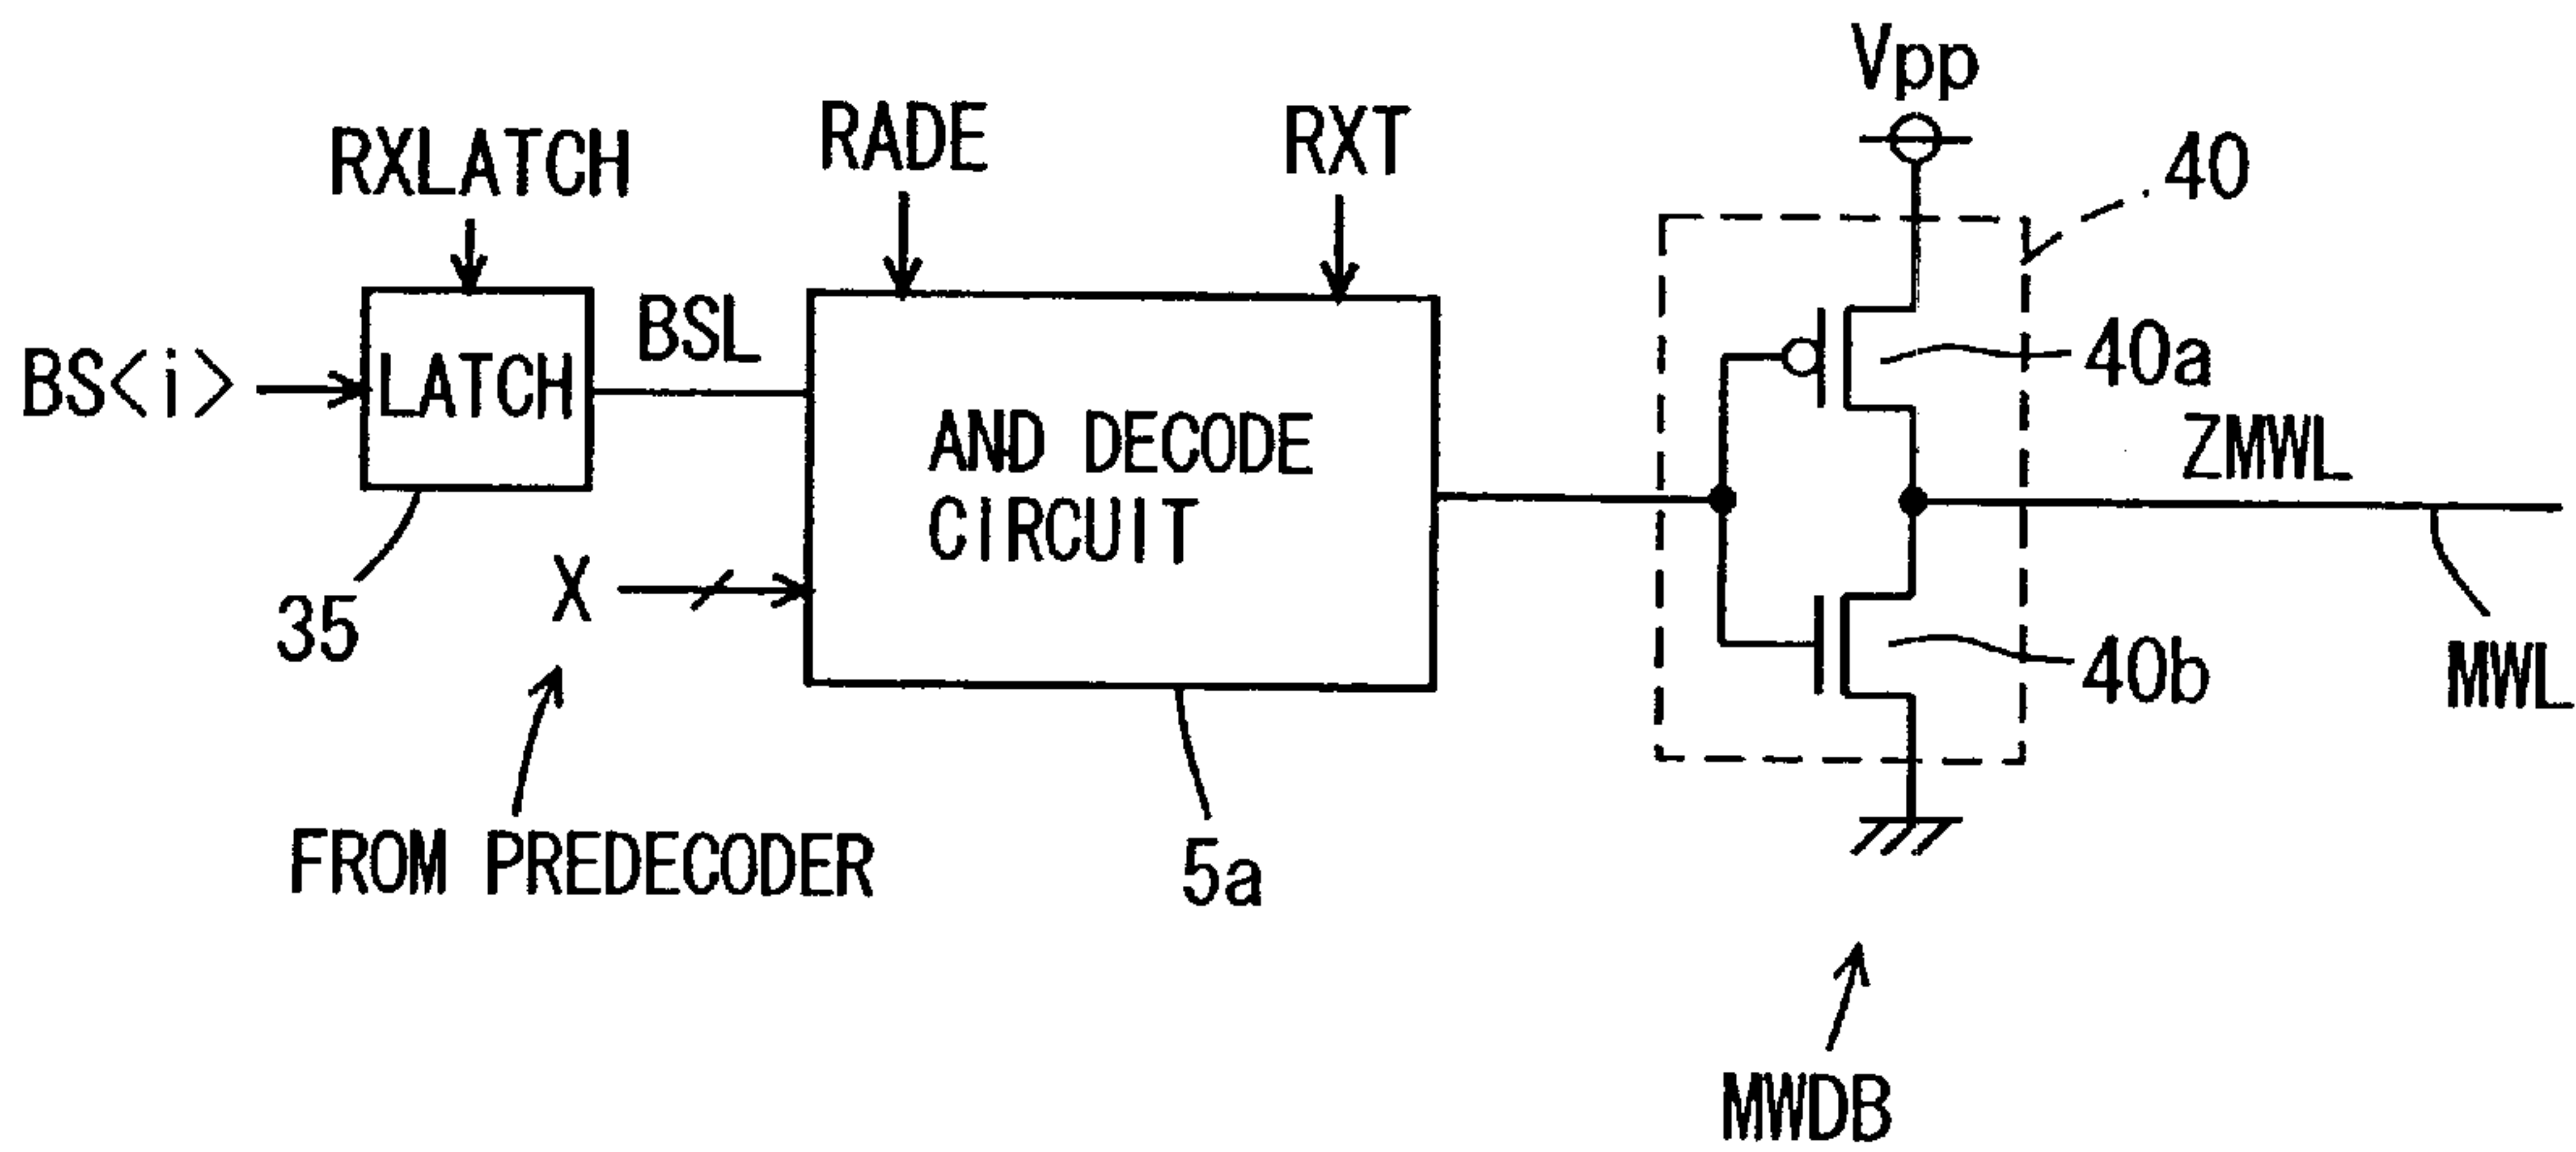 Vpp
RADE
RXT
RXLATCH
40
BS<i>
LATCH
BSL
AND DECODE
CIRCUIT
40a
ZMWL
35
X
40b
MWL
FROM PREDECODER
5a
MWDB